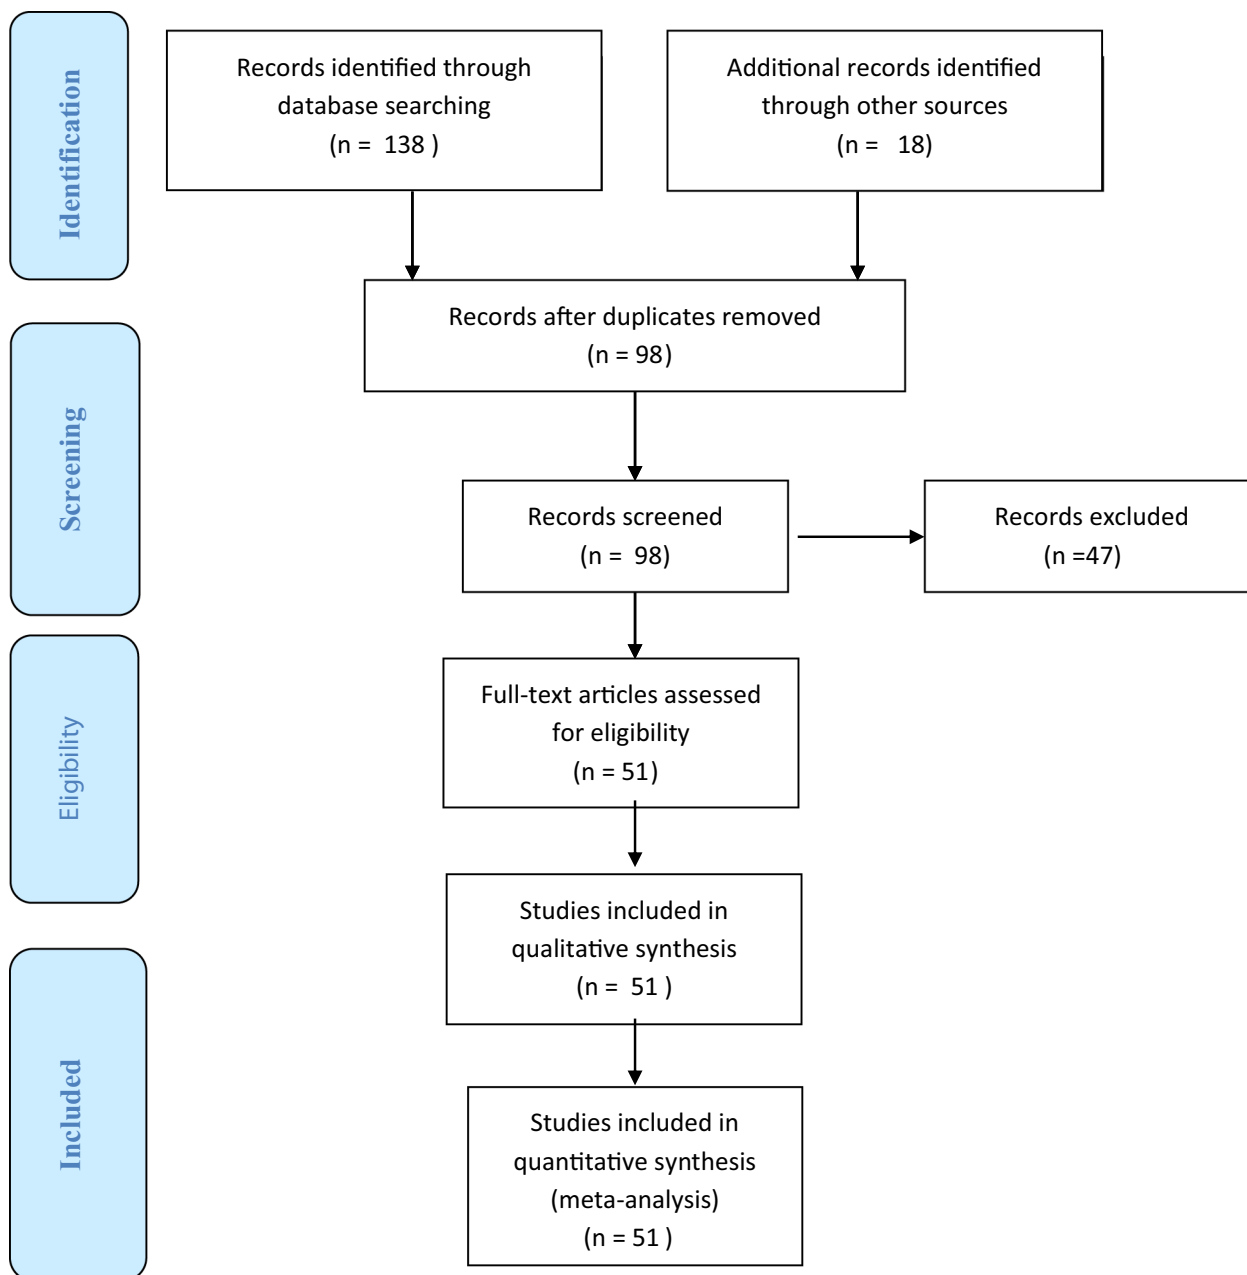 Identification
Records identified through
database searching
(n = 138 )
Additional records identified
through other sources
(n = 18)
Records after duplicates removed
(n = 98)
Screening
Records screened
(n = 98)
Records excluded
(n =47)
Eligibility
Full-text articles assessed
for eligibility
(n = 51)
Studies included in
qualitative synthesis
(n = 51 )
Included
Studies included in
quantitative synthesis
(meta-analysis)
(n = 51 )